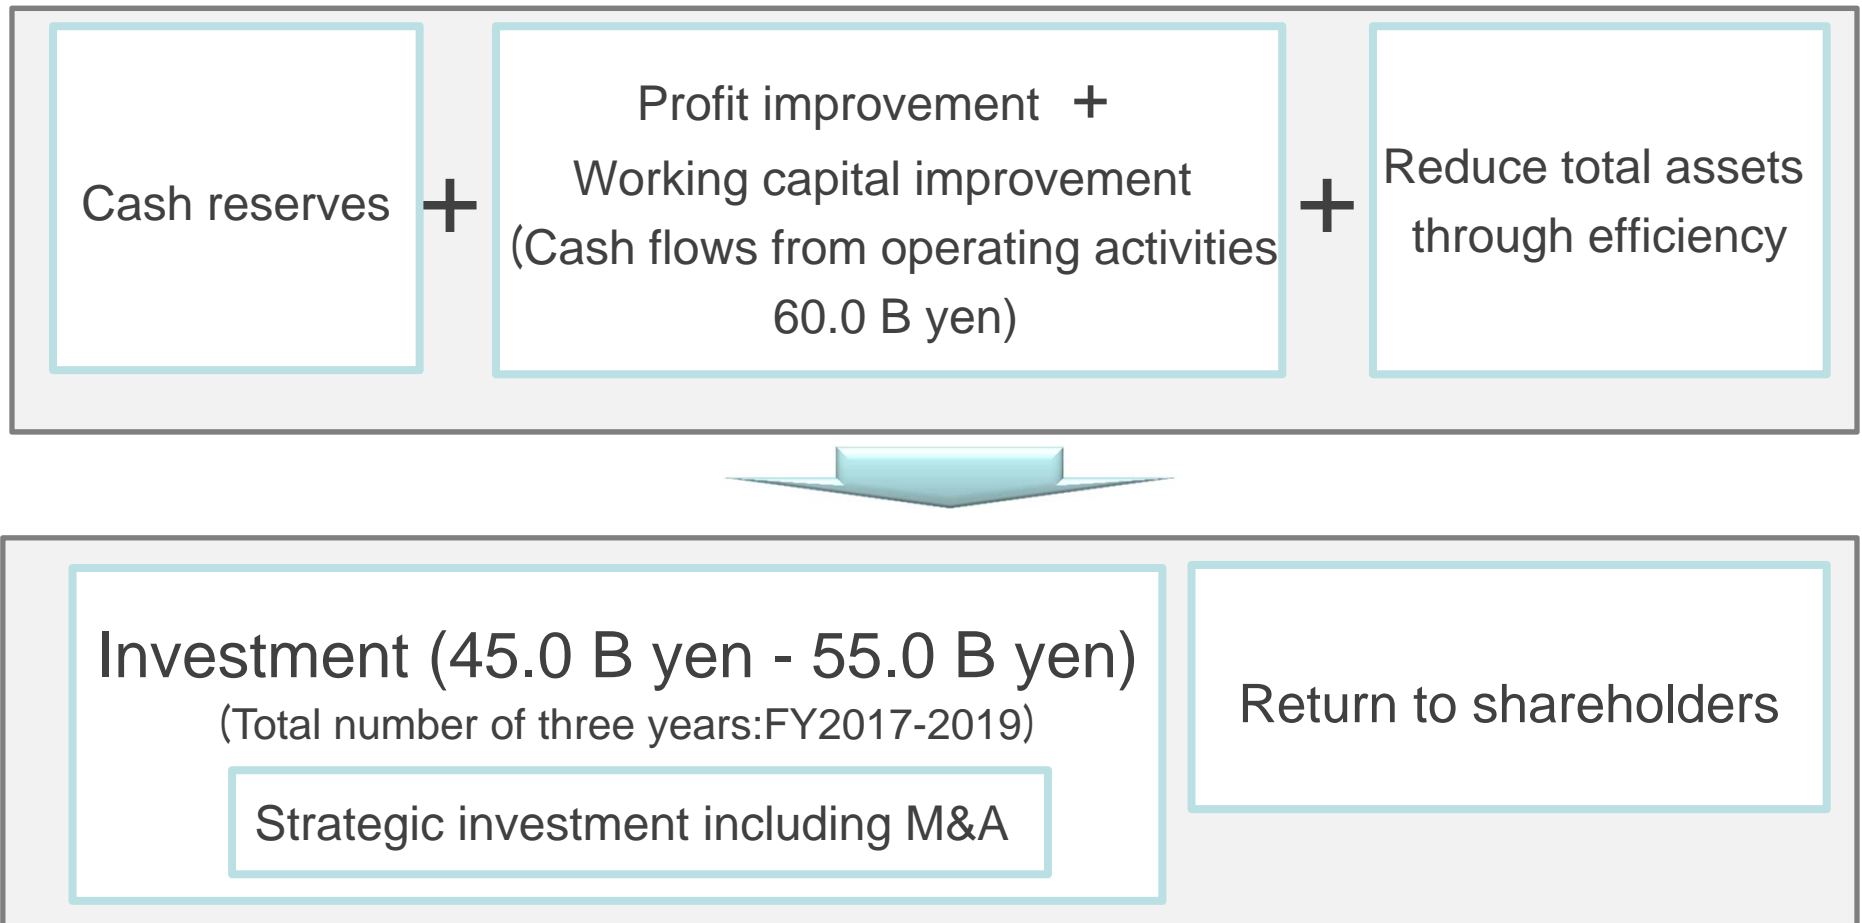 Cash reserves
+
Profit improvement +
Working capital improvement
(Cash flows from operating activities
60.0 B yen)
+
Reduce total assets
through efficiency
Investment (45.0 B yen - 55.0 B yen)
(Total number of three years:FY2017-2019)
Strategic investment including M&A
Return to shareholders